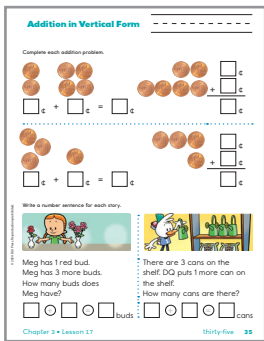 Addition in Vertical Form
Complete each addition problem.
¢
+ ¢
¢ + ¢ = ¢ ¢
¢
+ ¢
¢ + ¢ = ¢ ¢
Write a number sentence for each story.
Meg has 1 red bud.
Meg has 3 more buds.
How many buds does
Meg have?
buds
There are 3 cans on the
shelf. DQ puts 1 more can on
the shelf.
How many cans are there?
cans
Chapter 3 • Lesson 17
thirty-five 35